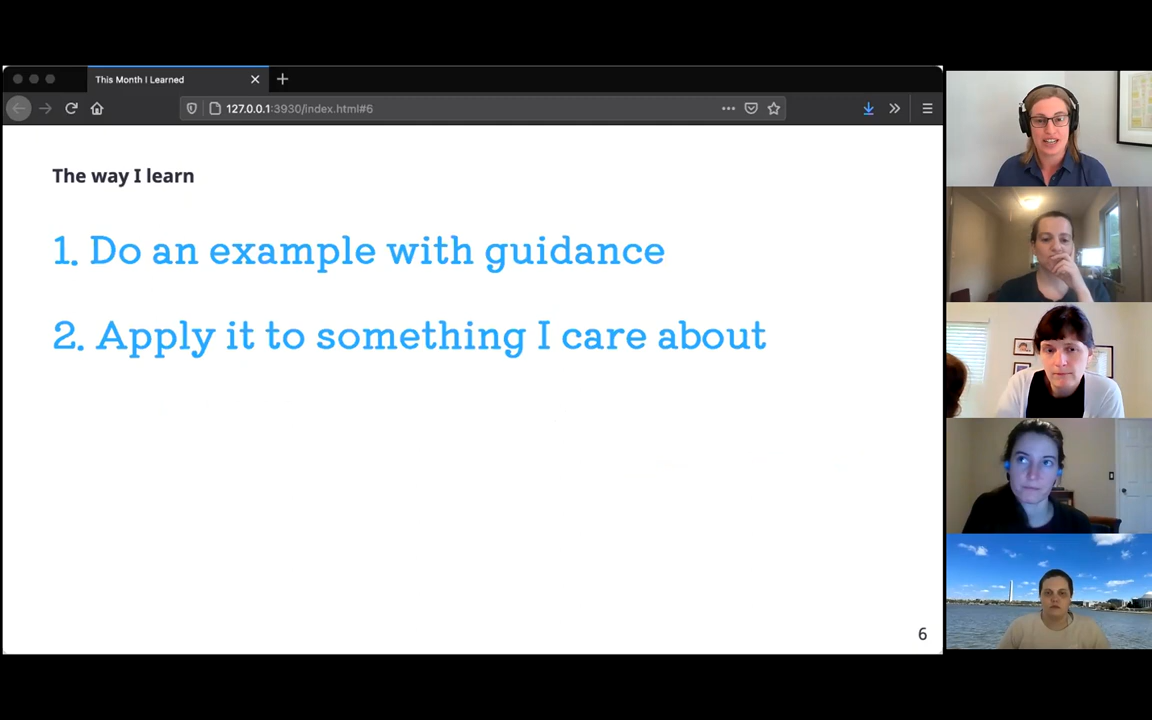 This Month I Learned
127.0.0.1:3930/index.html#6
The way I learn
1. Do an example with guidance
2. Apply it to something I care about
6